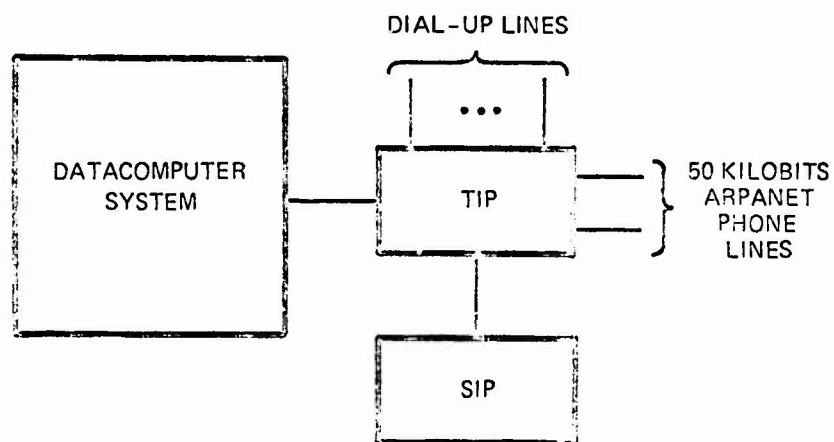 DIAL-UP LINES
...
DATACOMPUTER
SYSTEM
TIP
50 KILOBITS
ARPANET
PHONE
LINES
SIP